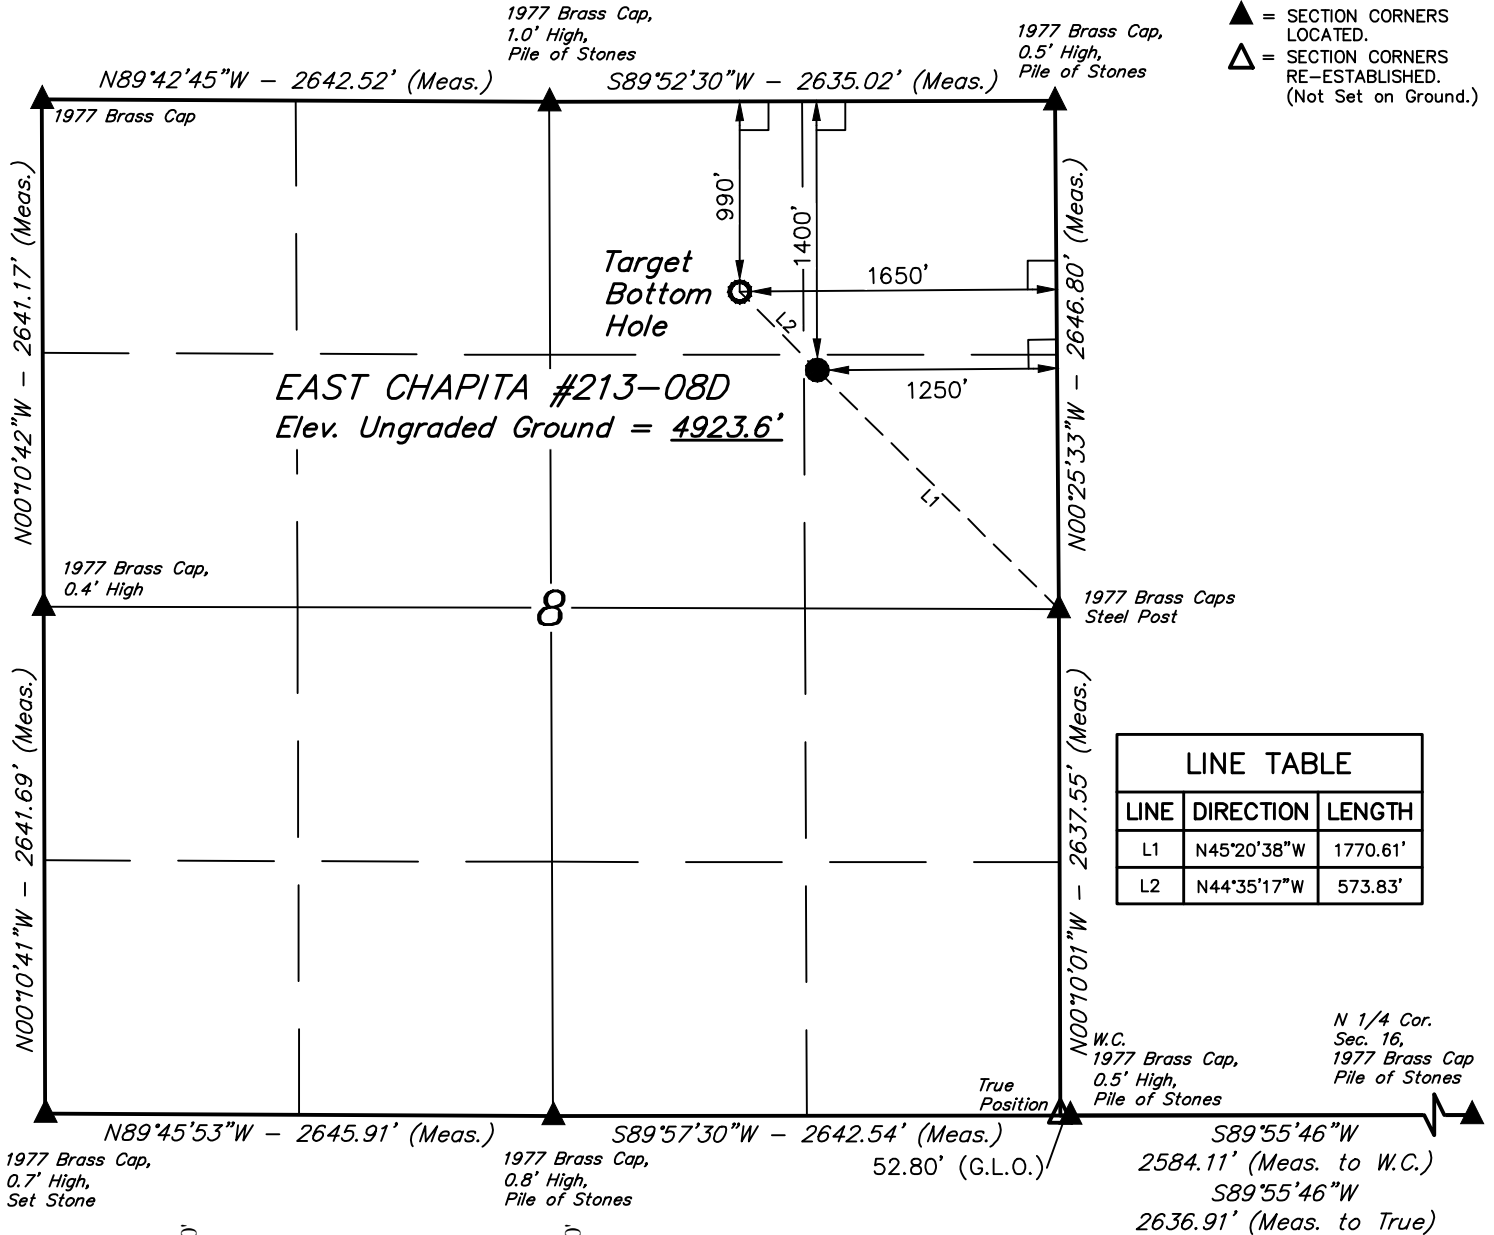 1977 Brass Cap,
1.0' High,
Pile of Stones
1977 Brass Cap,
0.5' High,
Pile of Stones
▲ = SECTION CORNERS
LOCATED.
△ = SECTION CORNERS
RE-ESTABLISHED.
(Not Set on Ground.)
N89°42'45"W - 2642.52' (Meas.)
S89°52'30"W - 2635.02' (Meas.)
1977 Brass Cap
N00°10'42"W - 2641.17' (Meas.)
N00°25'33"W - 2646.80' (Meas.)
990'
1400'
Target
Bottom
Hole
1650'
L2
1250'
EAST CHAPITA #213-08D
Elev. Ungraded Ground = 4923.6'
L1
1977 Brass Cap,
0.4' High
8
1977 Brass Caps
Steel Post
N00°10'41"W - 2641.69' (Meas.)
N00°10'01"W - 2637.55' (Meas.)
LINE TABLE
LINE DIRECTION LENGTH
L1 N45°20'38"W 1770.61'
L2 N44°35'17"W 573.83'
W.C.
1977 Brass Cap,
0.5' High,
Pile of Stones
N 1/4 Cor.
Sec. 16,
1977 Brass Cap
Pile of Stones
True
Position
N89°45'53"W - 2645.91' (Meas.)
S89°57'30"W - 2642.54' (Meas.)
52.80' (G.L.O.)
S89°55'46"W
2584.11' (Meas. to W.C.)
S89°55'46"W
2636.91' (Meas. to True)
1977 Brass Cap,
0.7' High,
Set Stone
1977 Brass Cap,
0.8' High,
Pile of Stones